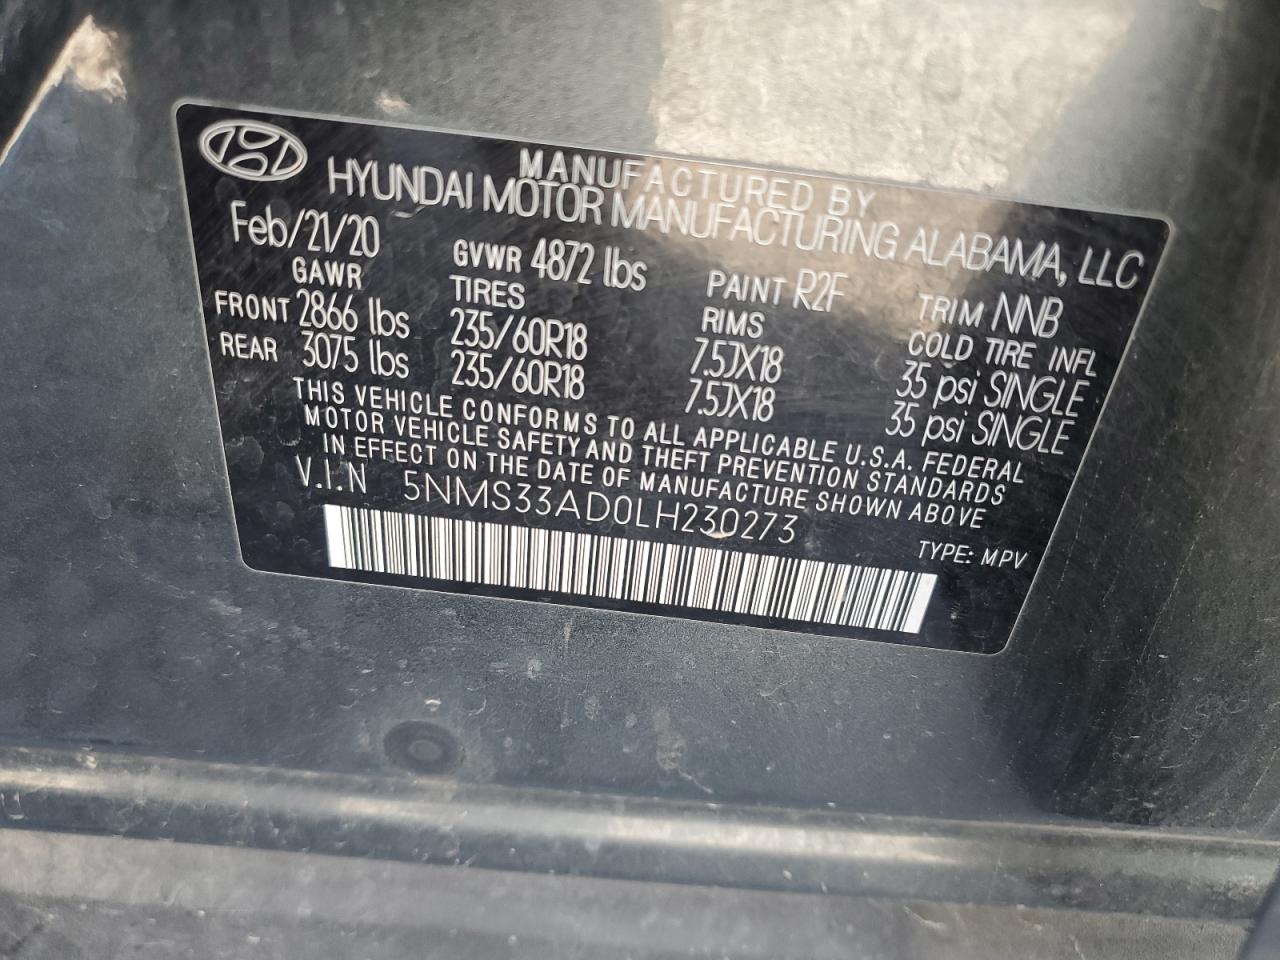 MANUFACTURED BY
HYUNDAI MOTOR MANUFACTURING ALABAMA, LLC
Feb/21/20 GVWR 4872 lbs PAINT R2F TRIM NNB
GAWR TIRES RIMS COLD TIRE INFL
FRONT 2866 lbs 235/60R18 7.5JX18 35 psi SINGLE
REAR 3075 lbs 235/60R18 7.5JX18 35 psi SINGLE
THIS VEHICLE CONFORMS TO ALL APPLICABLE U.S.A. FEDERAL
MOTOR VEHICLE SAFETY AND THEFT PREVENTION STANDARDS
IN EFFECT ON THE DATE OF MANUFACTURE SHOWN ABOVE
V.I.N 5NMS33AD0LH230273
TYPE: MPV